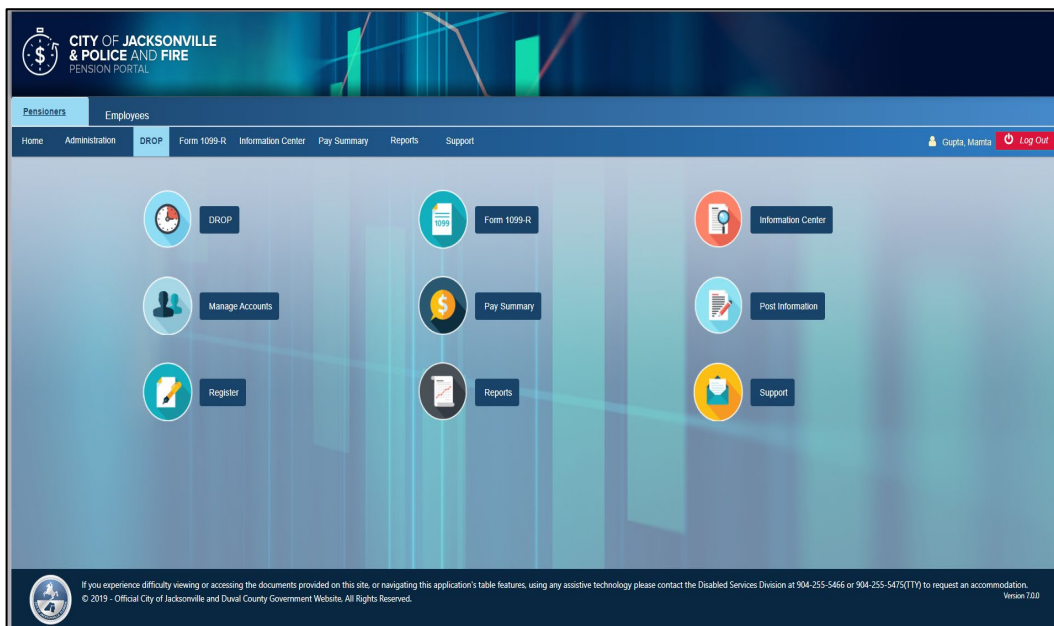 CITY OF JACKSONVILLE
& POLICE AND FIRE
PENSION PORTAL
Pensioners Employees
Home Administration DROP Form 1099-R Information Center Pay Summary Reports Support Gupta, Mamta Log Out
DROP 1099 Form 1099-R Information Center
Manage Accounts Pay Summary Post Information
Register Reports Support
If you experience difficulty viewing or accessing the documents provided on this site, or navigating this application's table features, using any assistive technology please contact the Disabled Services Division at 904-255-5466 or 904-255-5475(TTY) to request an accommodation.
© 2019 - Official City of Jacksonville and Duval County Government Website, All Rights Reserved. Version 7.0.0